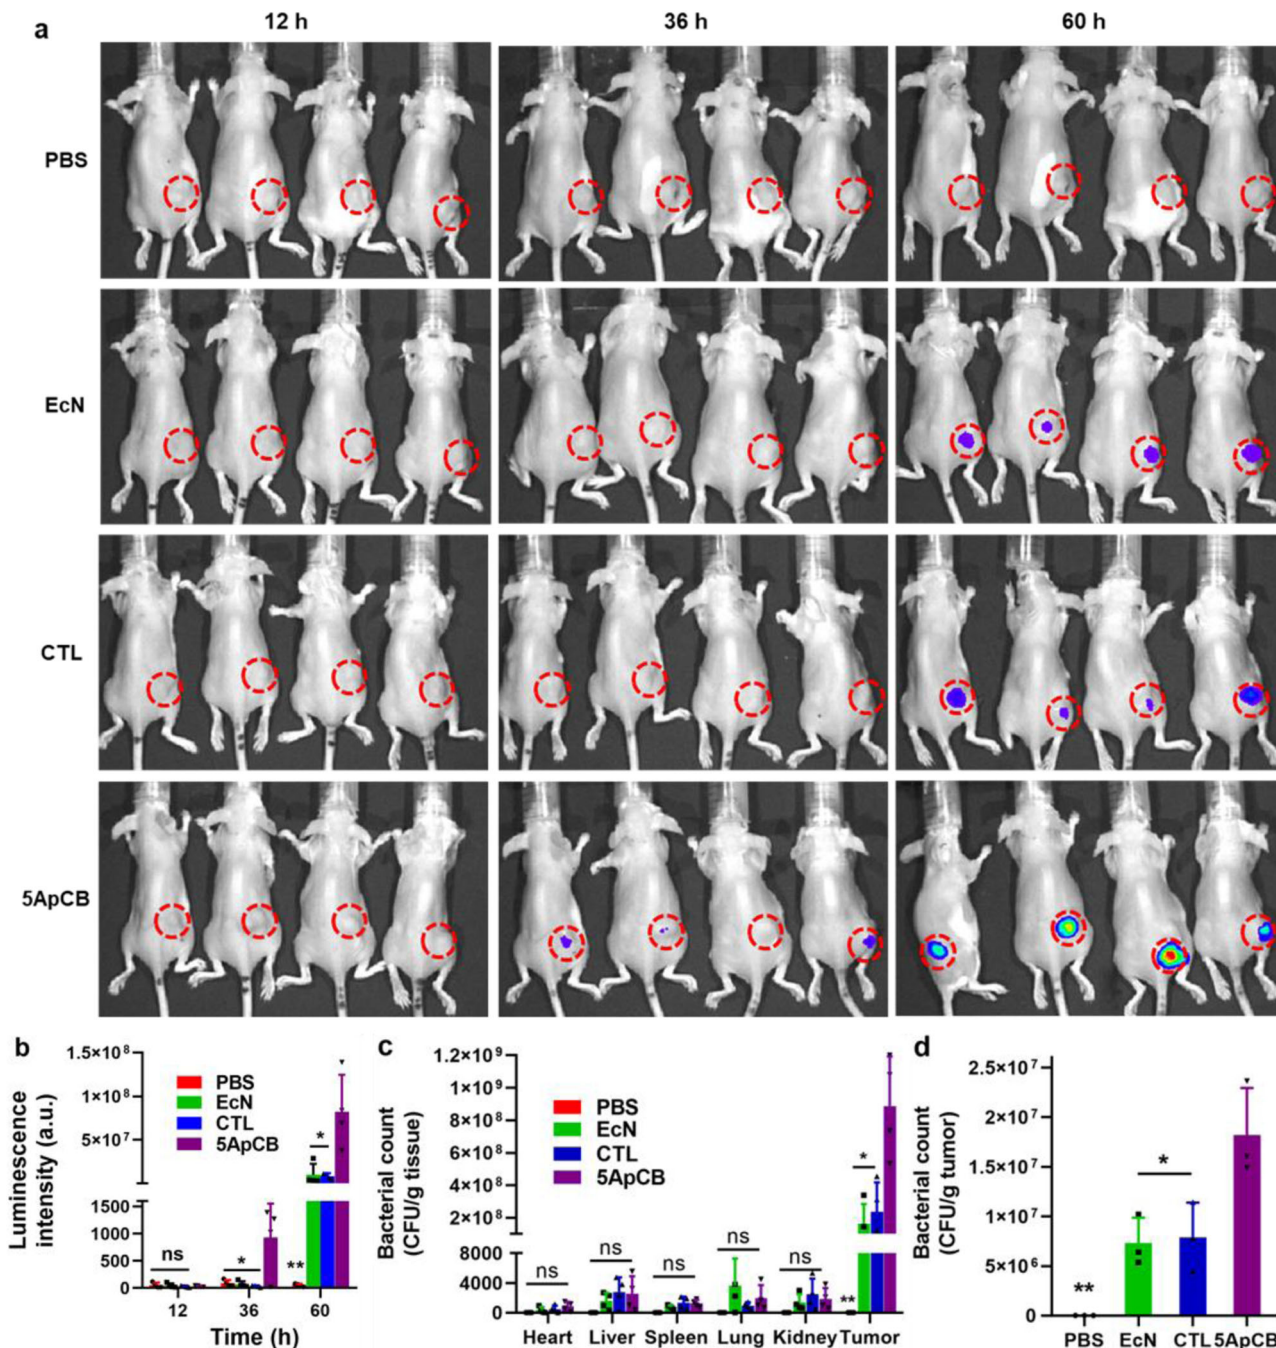 a
12 h
36 h
60 h
PBS
EcN
CTL
5ApCB
b
Luminescence
intensity (a.u.)
1.5×10⁸
1×10⁸
5×10⁷
1500
1000
500
0
PBS
EcN
CTL
5ApCB
ns
*
**
*
12
36
60
Time (h)
c
Bacterial count
(CFU/g tissue)
1.2×10⁹
1×10⁹
8×10⁸
6×10⁸
4×10⁸
2×10⁸
8000
4000
0
PBS
EcN
CTL
5ApCB
ns
ns
ns
ns
ns
**
*
Heart
Liver
Spleen
Lung
Kidney
Tumor
d
Bacterial count
(CFU/g tumor)
2.5×10⁷
2×10⁷
1.5×10⁷
1×10⁷
5×10⁶
0
**
*
PBS
EcN
CTL
5ApCB